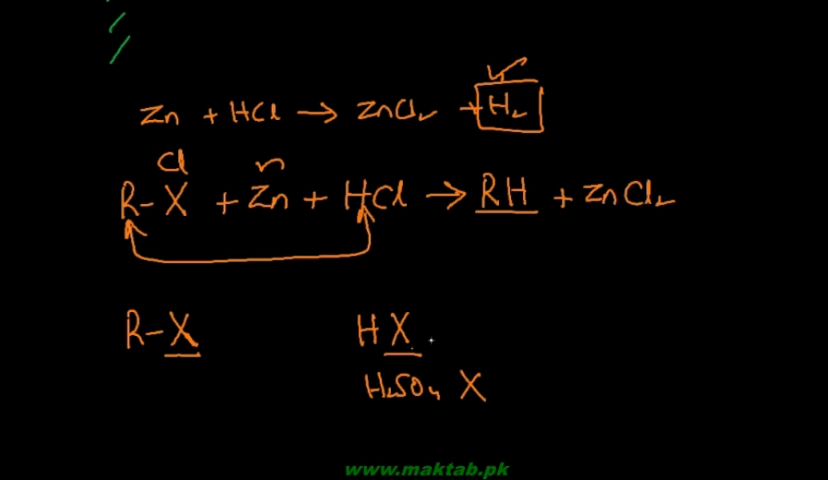 Zn + HCl → ZnCl₂ + H₂
Cl
R-X + Zn + HCl → RH + ZnCl₂
R-X HX
H₂SO₄ X
www.maktab.pk